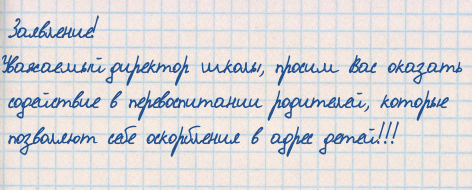 Заявление!
Уважаемый директор школы, просим Вас оказать
содействие в перевоспитании родителей, которые
позволяют себе оскорбления в адрес детей!!!